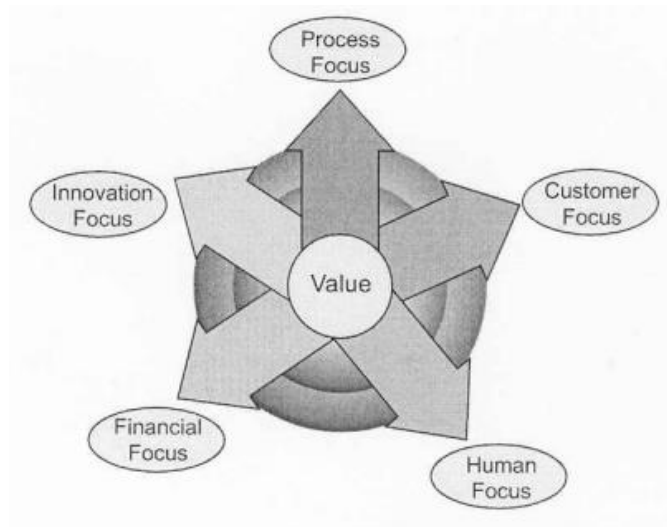 Process
Focus
Innovation
Focus
Customer
Focus
Value
Financial
Focus
Human
Focus